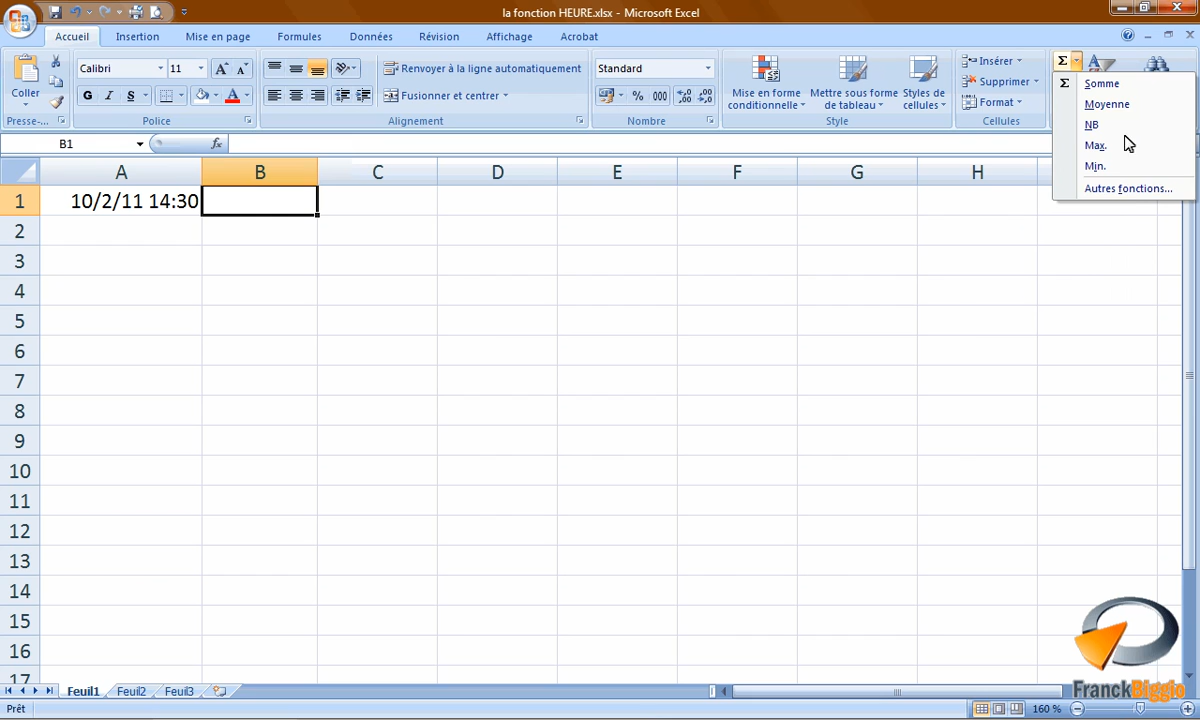 la fonction HEURE.xlsx - Microsoft Excel
Accueil Insertion Mise en page Formules Données Révision Affichage Acrobat
Coller
Presse-...
Calibri 11 A A
G I S A
Police
Renvoyer à la ligne automatiquement
Fusionner et centrer
Alignement
Standard
% 000 ,00 ,00
Nombre
Mise en forme conditionnelle
Mettre sous forme de tableau
Styles de cellules
Style
Insérer
Supprimer
Format
Cellules
Σ
Σ Somme
Moyenne
NB
Max.
Min.
Autres fonctions...
B1 fx
A B C D E F G H
1 10/2/11 14:30
2
3
4
5
6
7
8
9
10
11
12
13
14
15
16
17
Feuil1 Feuil2 Feuil3
FranckBiggio
Prêt 160 %